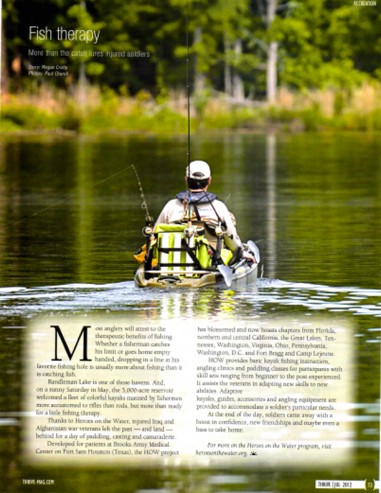 RECREATION
Fish therapy
More than the catch lures injured soldiers
Story: Megan
Photos: Paul Church
Most anglers will attest to the
therapeutic benefits of fishing.
Whether a fisherman catches
his limit or goes home empty
handed, dropping in a line at his
favorite fishing hole is usually more about fishing than it
is catching fish.
Randleman Lake is one of those havens. And,
on a sunny Saturday in May, the 3,000-acre reservoir
welcomed a fleet of colorful kayaks manned by fishermen
more accustomed to rifles than rods, but more than ready
for a little fishing therapy.
Thanks to Heroes on the Water, injured Iraq and
Afghanistan war veterans left the past — and land —
behind for a day of paddling, casting and camaraderie.
Developed for patients at Brooks Army Medical
Center on Fort Sam Houston (Texas), the HOW project
has blossomed and now boasts chapters from Florida,
northern and central California, the Great Lakes, Ten-
nessee, Washington, Virginia, Ohio, Pennsylvania,
Washington, D.C. and Fort Bragg and Camp Lejeune.
HOW provides basic kayak fishing instruction,
angling clinics and paddling classes for participants with
skill sets ranging from beginner to the most experienced.
It assists the veterans in adapting new skills to new
abilities. Adaptive
kayaks, guides, accessories and angling equipment are
provided to accommodate a soldier's particular needs.
At the end of the day, soldiers came away with a
boost in confidence, new friendships and maybe even a
bass to take home.
For more on the Heroes on the Water program, visit
heroesonthewater.org.
THRIVE-MAG.COM
THRIVE | JUL 2012